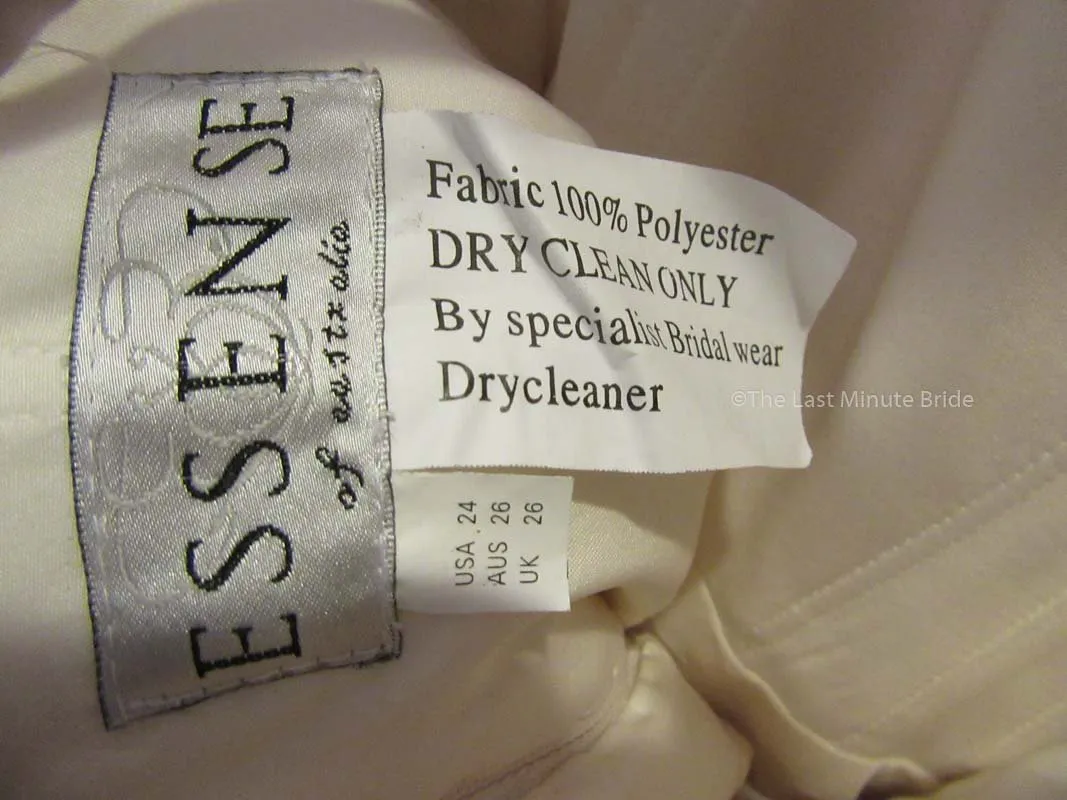 ESSENSE
of australia
Fabric 100% Polyester
DRY CLEAN ONLY
By specialist Bridal wear
Drycleaner
USA 24
AUS 26
UK 26
©The Last Minute Bride